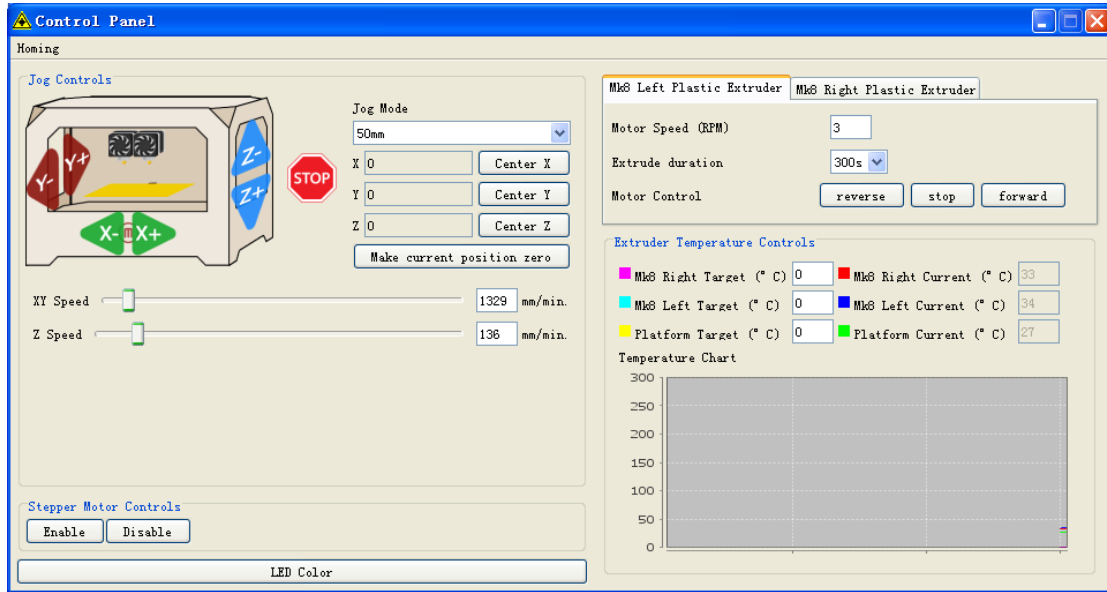 Control Panel
Homing
Jog Controls
Y-
Y+
Z-
Z+
X-
X+
STOP
Jog Mode
50mm
X 0 Center X
Y 0 Center Y
Z 0 Center Z
Make current position zero
XY Speed 1329 mm/min.
Z Speed 136 mm/min.
Stepper Motor Controls
Enable Disable
LED Color
Mk8 Left Plastic Extruder Mk8 Right Plastic Extruder
Motor Speed (RPM) 3
Extrude duration 300s
Motor Control reverse stop forward
Extruder Temperature Controls
Mk8 Right Target (° C) 0 Mk8 Right Current (° C) 33
Mk8 Left Target (° C) 0 Mk8 Left Current (° C) 34
Platform Target (° C) 0 Platform Current (° C) 27
Temperature Chart
300
250
200
150
100
50
0